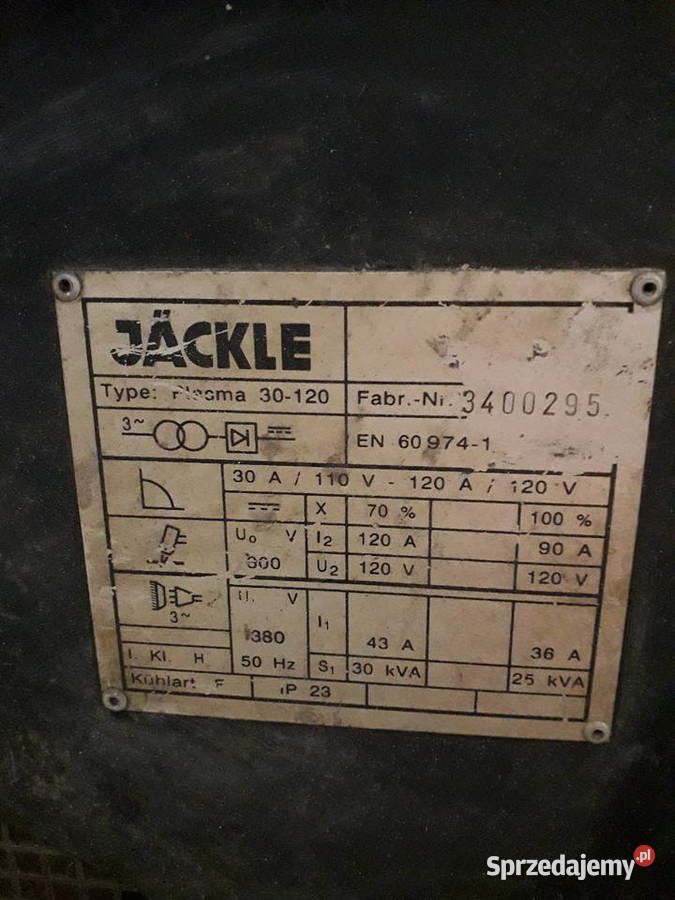 JÄCKLE
Type: Plasma 30-120
Fabr.-Nr. 3400295
3~
EN 60974-1
30 A / 110 V - 120 A / 120 V
X 70 % 100 %
U₀ V I₂ 120 A 90 A
U₂ 120 V 120 V
3~
V
380
50 Hz
I₁ 43 A 36 A
S₁ 30 kVA 25 kVA
I. Kl. H
Kühlart F IP 23
Sprzedajemy.pl